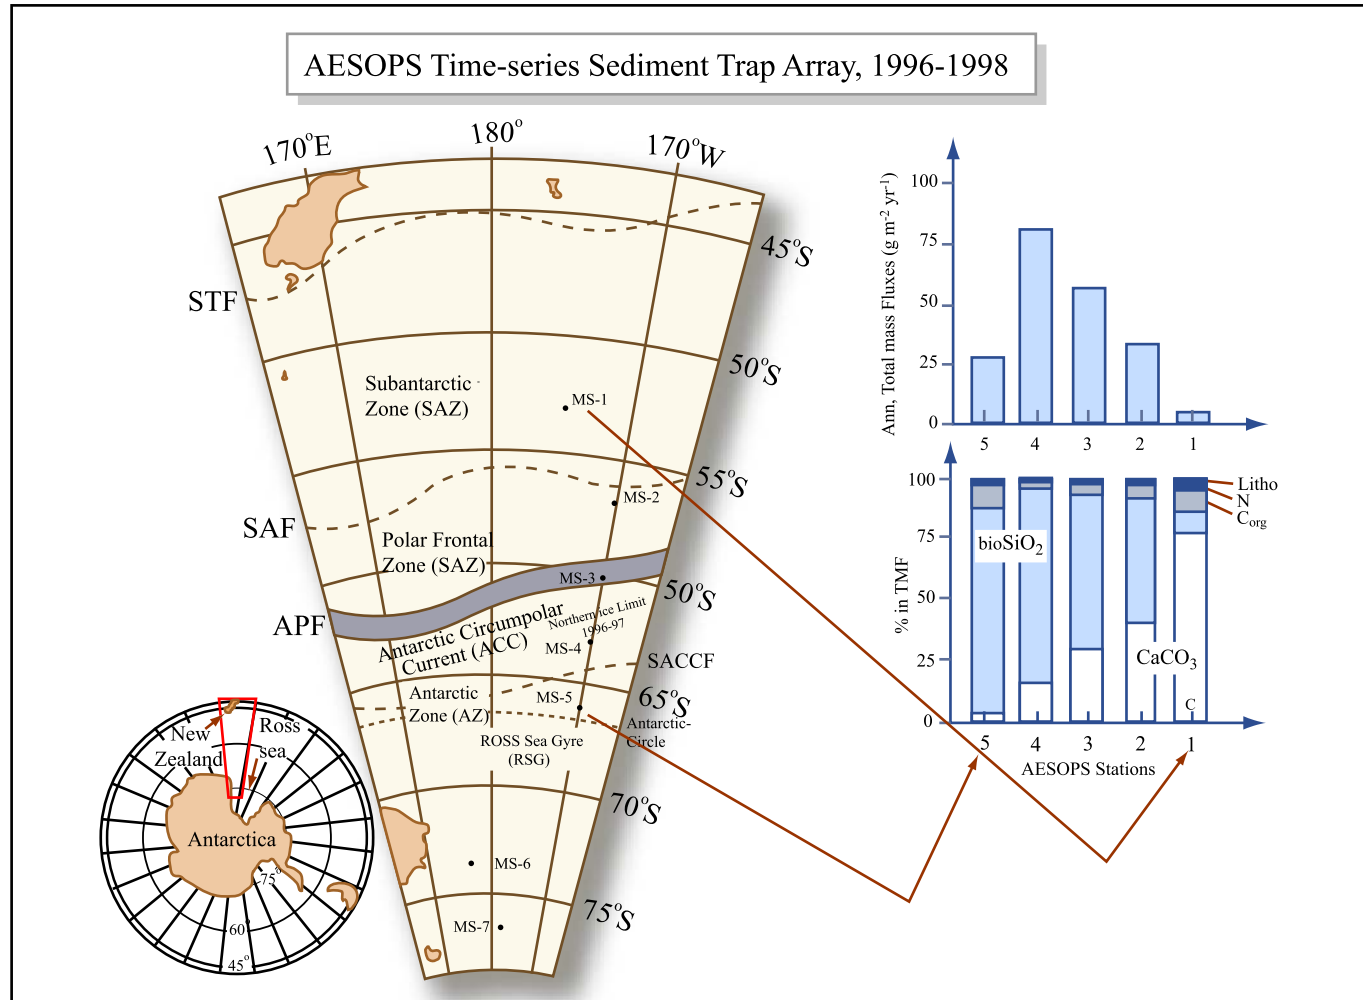 AESOPS Time-series Sediment Trap Array, 1996-1998
170°E
180°
170°W
45°S
STF
50°S
Subantarctic
Zone (SAZ)
MS-1
55°S
MS-2
SAF
Polar Frontal
Zone (SAZ)
MS-3
50°S
APF
Antarctic Circumpolar
Current (ACC)
Northern ice Limit
1996-97
MS-4
SACCF
Antarctic
Zone (AZ)
MS-5
65°S
Antarctic-
Circle
ROSS Sea Gyre
(RSG)
70°S
MS-6
75°S
MS-7
New
Zealand
Ross
sea
Antarctica
75°
60°
45°
Ann, Total mass Fluxes (g m-2 yr-1)
100
75
50
25
0
5 4 3 2 1
% in TMF
100
75
50
25
0
Litho
N
Corg
bioSiO2
CaCO3
C
5 4 3 2 1
AESOPS Stations